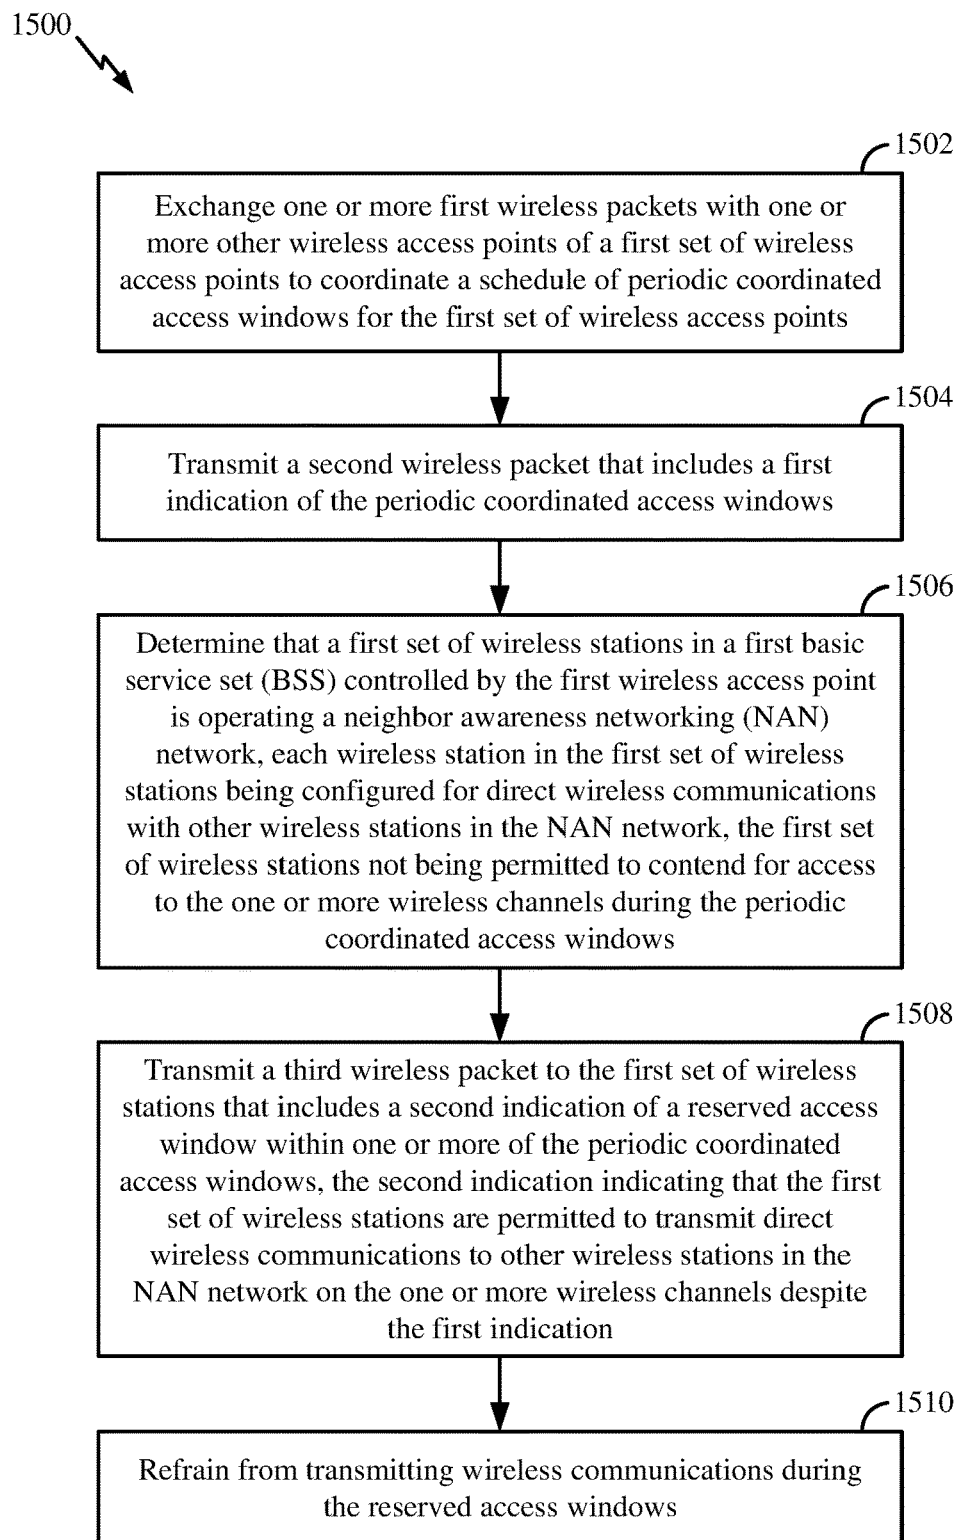 1500
1502
Exchange one or more first wireless packets with one or
more other wireless access points of a first set of wireless
access points to coordinate a schedule of periodic coordinated
access windows for the first set of wireless access points
1504
Transmit a second wireless packet that includes a first
indication of the periodic coordinated access windows
1506
Determine that a first set of wireless stations in a first basic
service set (BSS) controlled by the first wireless access point
is operating a neighbor awareness networking (NAN)
network, each wireless station in the first set of wireless
stations being configured for direct wireless communications
with other wireless stations in the NAN network, the first set
of wireless stations not being permitted to contend for access
to the one or more wireless channels during the periodic
coordinated access windows
1508
Transmit a third wireless packet to the first set of wireless
stations that includes a second indication of a reserved access
window within one or more of the periodic coordinated
access windows, the second indication indicating that the first
set of wireless stations are permitted to transmit direct
wireless communications to other wireless stations in the
NAN network on the one or more wireless channels despite
the first indication
1510
Refrain from transmitting wireless communications during
the reserved access windows